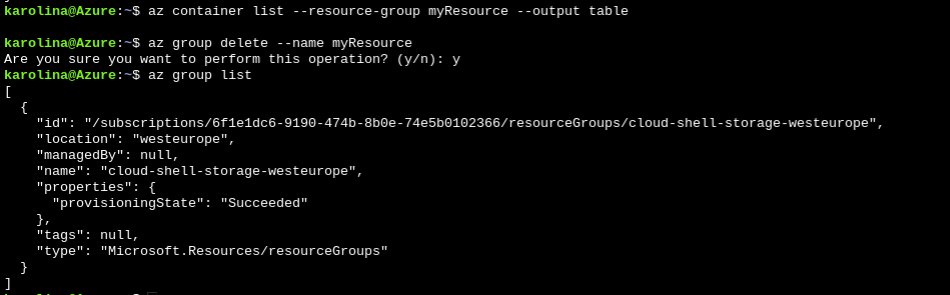 karolina@Azure:~$ az container list --resource-group myResource --output table

karolina@Azure:~$ az group delete --name myResource
Are you sure you want to perform this operation? (y/n): y
karolina@Azure:~$ az group list
[
  {
    "id": "/subscriptions/6f1e1dc6-9190-474b-8b0e-74e5b0102366/resourceGroups/cloud-shell-storage-westeurope",
    "location": "westeurope",
    "managedBy": null,
    "name": "cloud-shell-storage-westeurope",
    "properties": {
      "provisioningState": "Succeeded"
    },
    "tags": null,
    "type": "Microsoft.Resources/resourceGroups"
  }
]